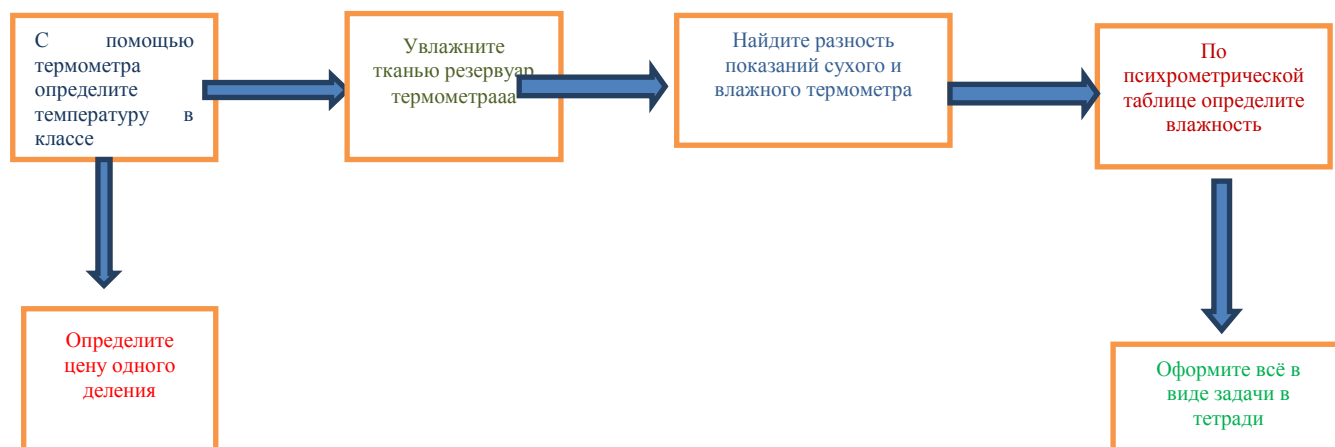 С помощью
термометра
определите
температуру в
классе
Увлажните
тканью резервуар
термометрааа
Найдите разность
показаний сухого и
влажного термометра
По
психрометрической
таблице определите
влажность
Определите
цену одного
деления
Оформите всё в
виде задачи в
тетради